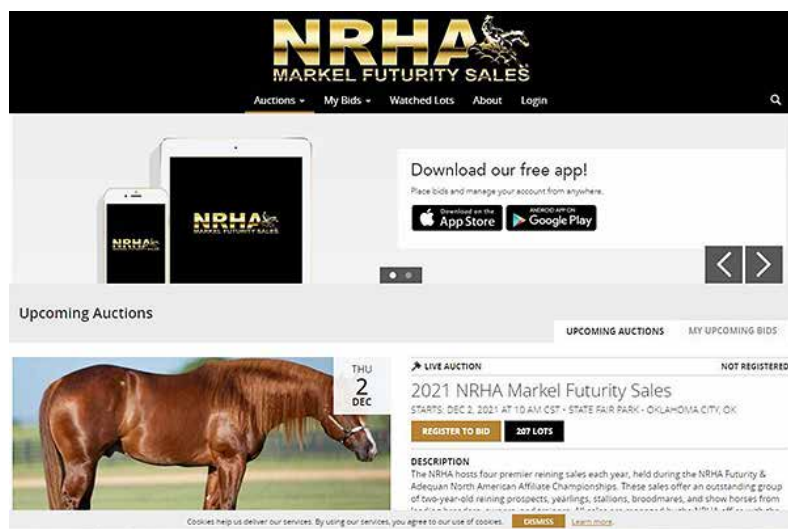 NRHA
MARKEL FUTURITY SALES
Auctions My Bids Watched Lots About Login
Download our free app!
Place bids and manage your account from anywhere.
Download on the App Store
ANDROID APP ON Google Play
NRHA
MARKEL FUTURITY SALES
NRHA
MARKEL FUTURITY SALES
Upcoming Auctions
UPCOMING AUCTIONS MY UPCOMING BIDS
THU
2
DEC
LIVE AUCTION NOT REGISTERED
2021 NRHA Markel Futurity Sales
STARTS: DEC 2, 2021 AT 10 AM CST • STATE FAIR PARK - OKLAHOMA CITY, OK
REGISTER TO BID 207 LOTS
DESCRIPTION
The NRHA hosts four premier reining sales each year, held during the NRHA Futurity &
Adequan North American Affiliate Championships. These sales offer an outstanding group
of two-year-old reining prospects, yearlings, stallions, broodmares, and show horses from
Cookies help us deliver our services. By using our services, you agree to our use of cookies. DISMISS Learn more.